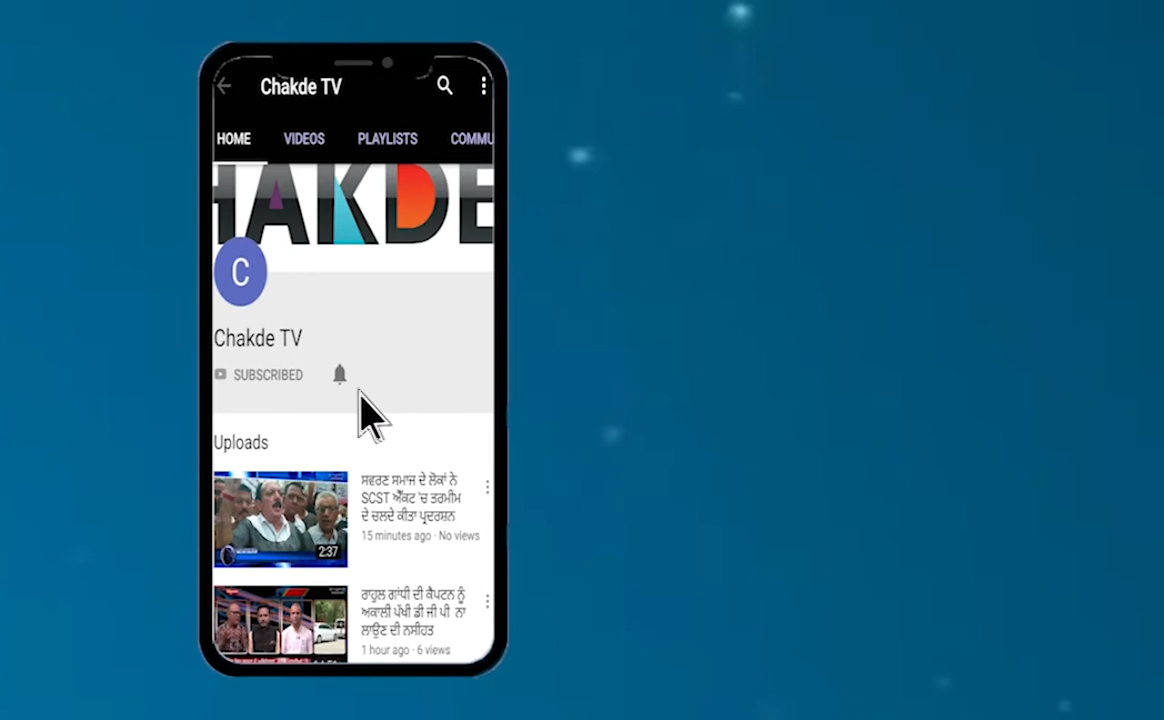 Chakde TV
HOME VIDEOS PLAYLISTS COMMU
HAKDE
C
Chakde TV
SUBSCRIBED
Uploads
ਸਵਰਣ ਸਮਾਜ ਦੇ ਲੋਕਾਂ ਨੇ
SCST ਐਕਟ 'ਚ ਤਰਮੀਮ
ਦੇ ਚਲਦੇ ਕੀਤਾ ਪ੍ਰਦਰਸ਼ਨ
15 minutes ago · No views
2:37
ਰਾਹੁਲ ਗਾਂਧੀ ਦੀ ਕੈਪਟਨ ਨੂੰ
ਅਕਾਲੀ ਪੱਖੀ ਡੀ ਜੀ ਪੀ ਨਾ
ਲਾਉਣ ਦੀ ਨਸੀਹਤ
1 hour ago · 6 views